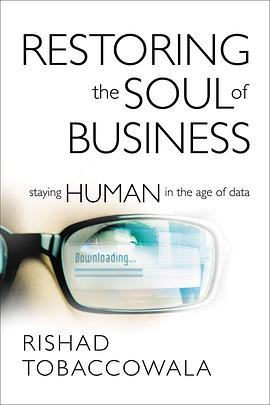 RESTORING
the SOUL of
BUSINESS
staying HUMAN in the age of data
Downloading...
RISHAD
TOBACCOWALA